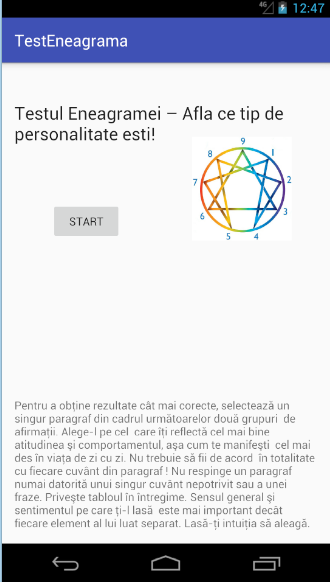 4G 12:47
TestEneagrama
Testul Eneagramei – Afla ce tip de
personalitate esti!
9
8 1
7 2
6 3
5 4
START
Pentru a obține rezultate cât mai corecte, selectează un
singur paragraf din cadrul următoarelor două grupuri de
afirmații. Alege-l pe cel care îți reflectă cel mai bine
atitudinea și comportamentul, așa cum te manifești cel mai
des în viața de zi cu zi. Nu trebuie să fii de acord în totalitate
cu fiecare cuvânt din paragraf ! Nu respinge un paragraf
numai datorită unui singur cuvânt nepotrivit sau a unei
fraze. Privește tabloul în întregime. Sensul general și
sentimentul pe care ți-l lasă este mai important decât
fiecare element al lui luat separat. Lasă-ți intuiția să aleagă.